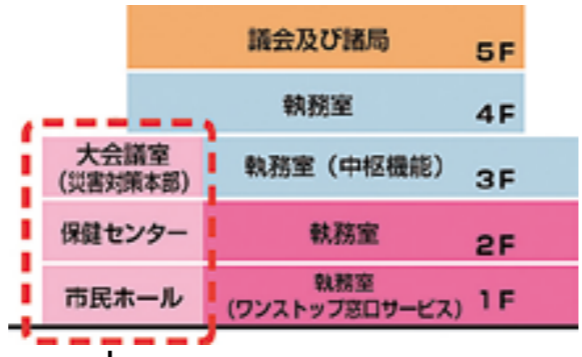 議会及び諸局 5F
執務室 4F
大会議室
(災害対策本部)
執務室(中枢機能) 3F
保健センター 執務室 2F
市民ホール
執務室
(ワンストップ窓口サービス) 1F